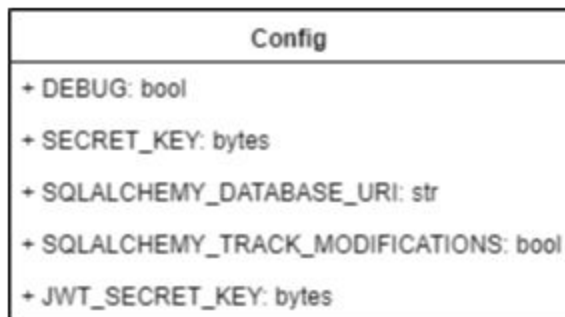 Config
+ DEBUG: bool
+ SECRET_KEY: bytes
+ SQLALCHEMY_DATABASE_URI: str
+ SQLALCHEMY_TRACK_MODIFICATIONS: bool
+ JWT_SECRET_KEY: bytes